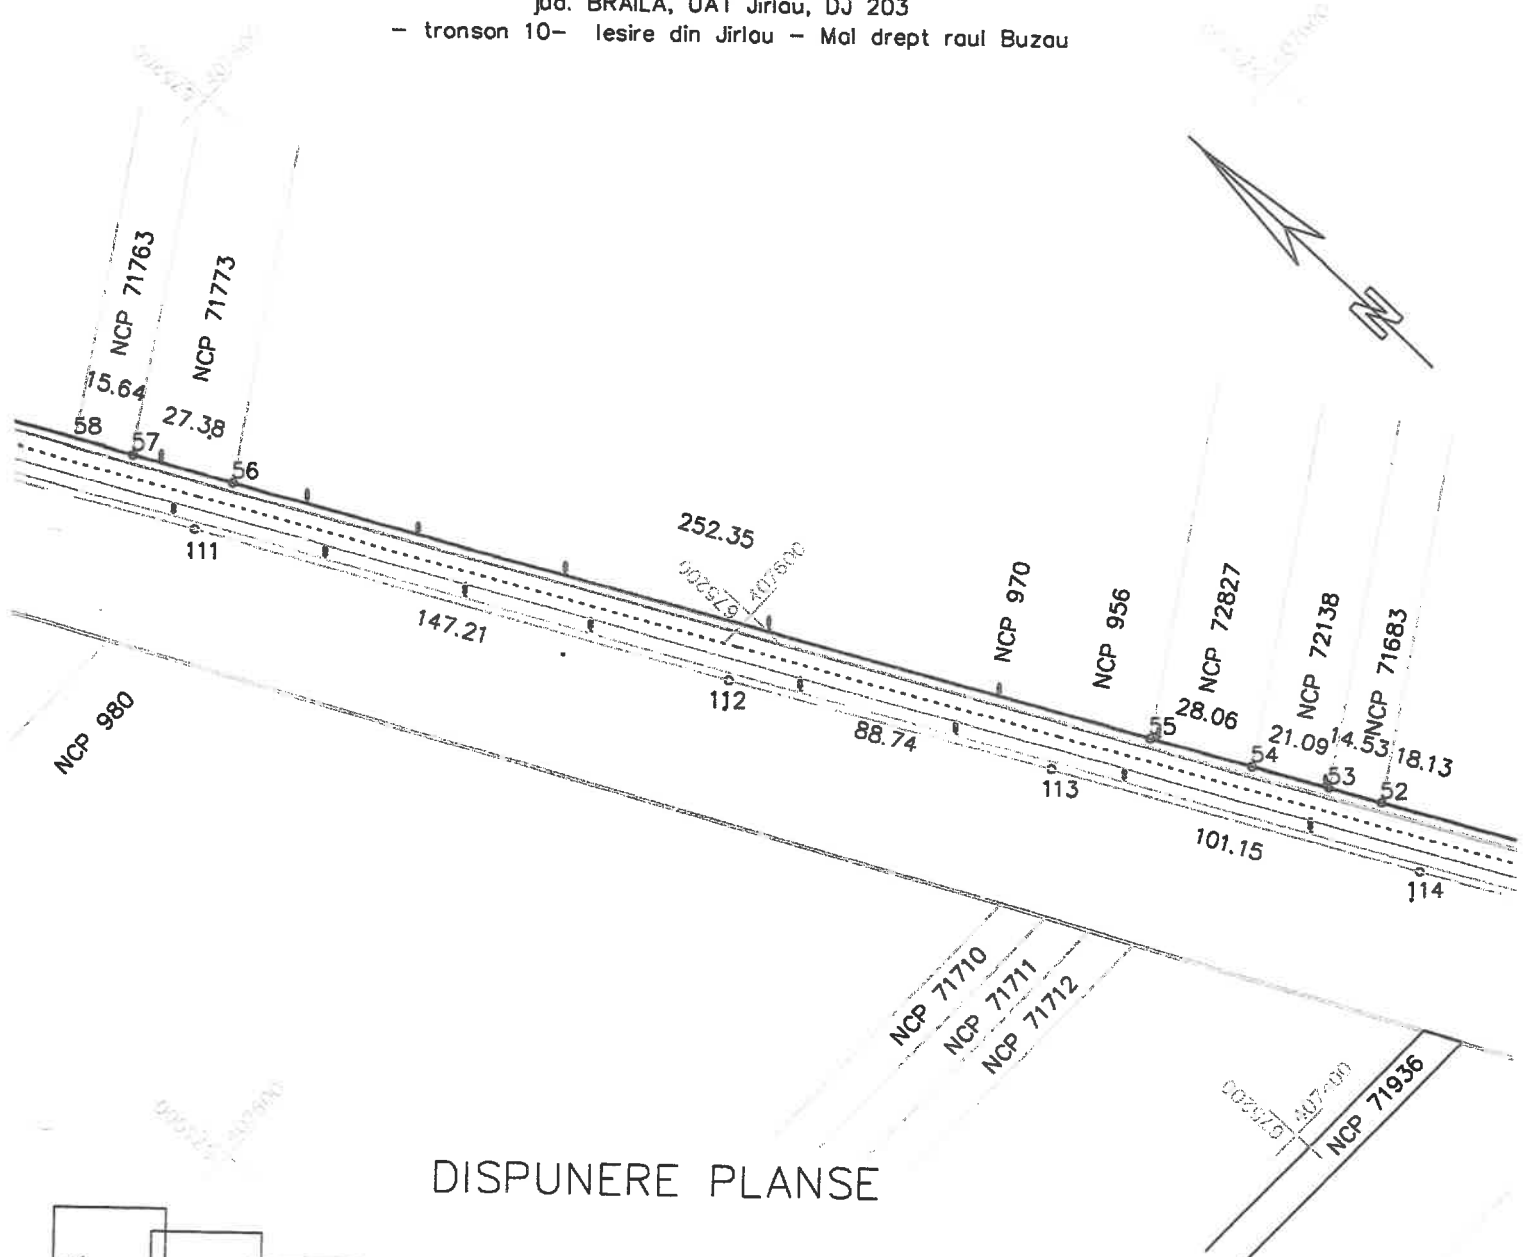 jud. BRAILA, UAT Jirlau, DJ 203
- tronson 10- Iesire din Jirlau - Mal drept raul Buzau
NCP 71763
NCP 71773
15.64
27.38
58
57
56
111
252.35
675200
407600
147.21
112
88.74
NCP 970
NCP 956
NCP 72827
NCP 72138
NCP 71683
28.06
21.09
14.53
18.13
55
54
53
52
113
101.15
114
N
NCP 980
NCP 71710
NCP 71711
NCP 71712
NCP 71936
DISPUNERE PLANSE